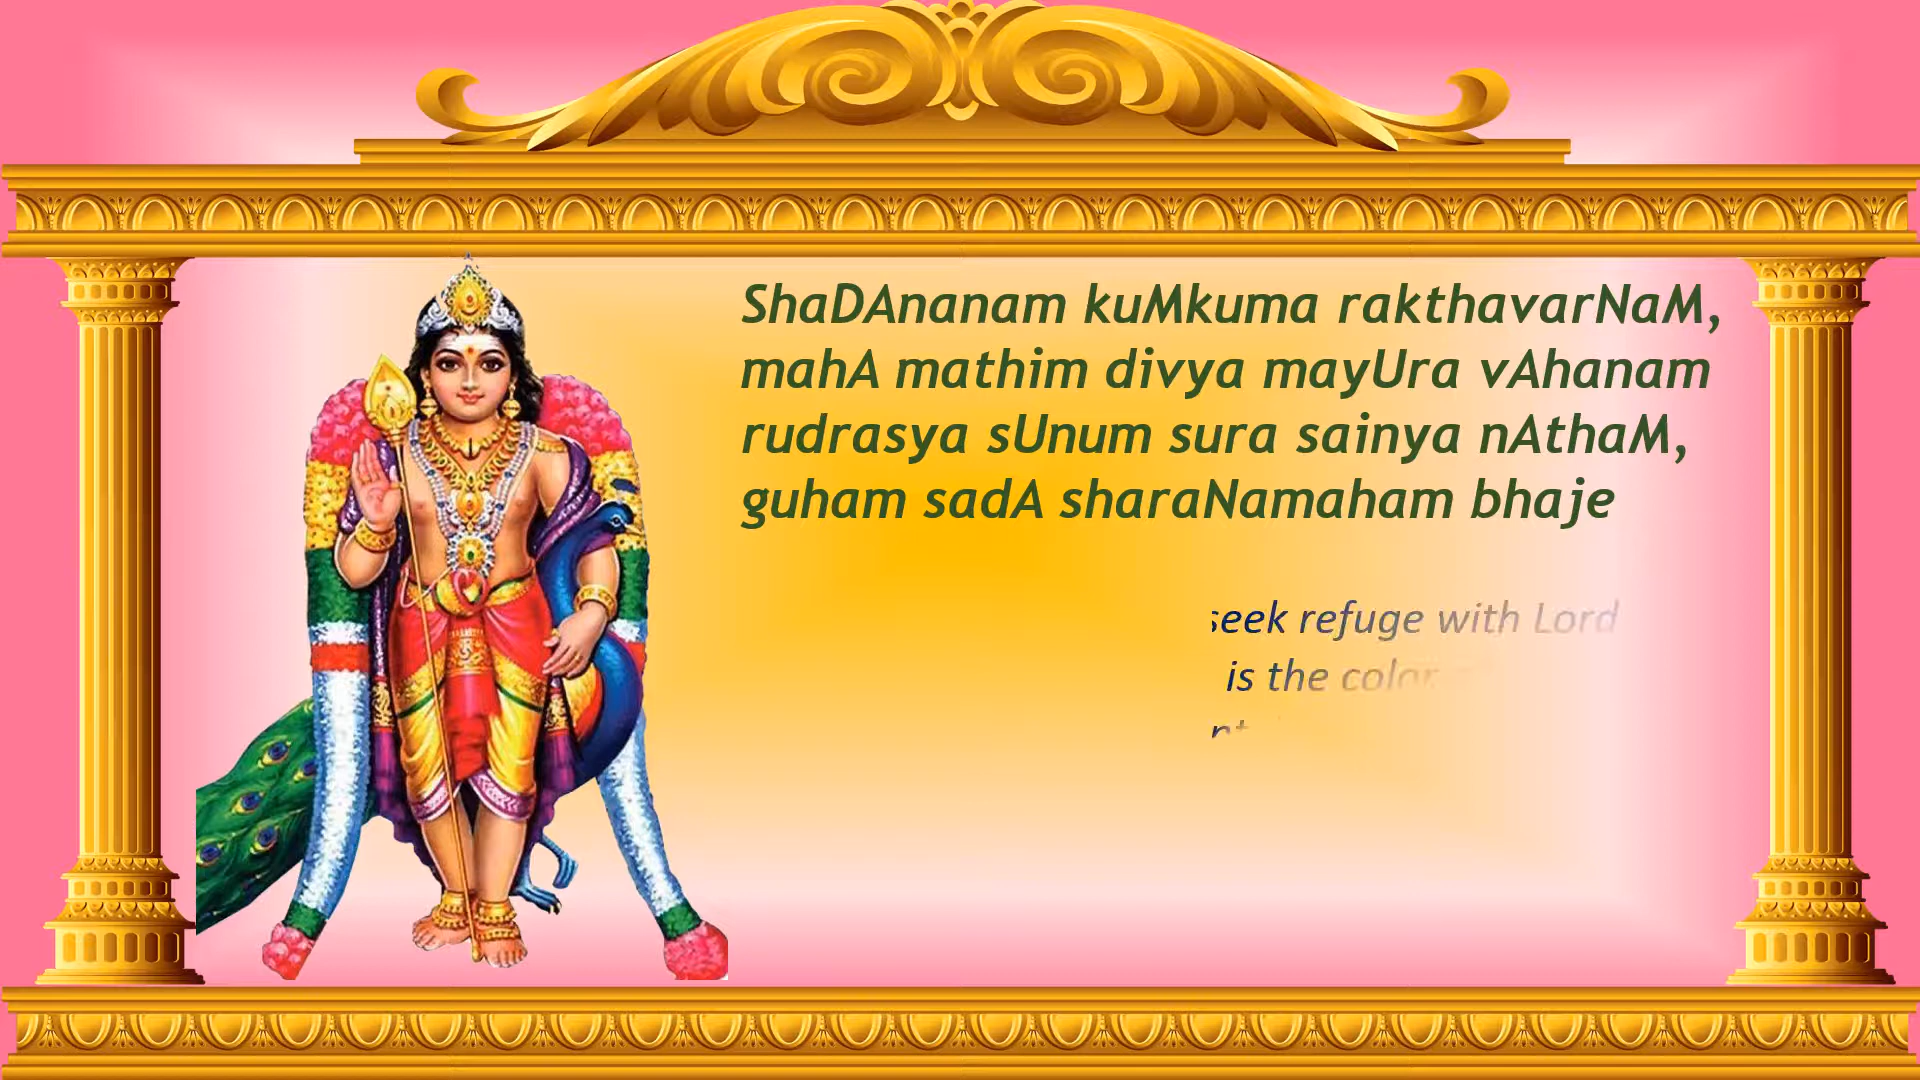 ShaDAnanam kuMkuma rakthavarNaM,
mahA mathim divya mayUra vAhanam
rudrasya sUnum sura sainya nAthaM,
guham sadA sharaNamaham bhaje
seek refuge with Lord
is the color